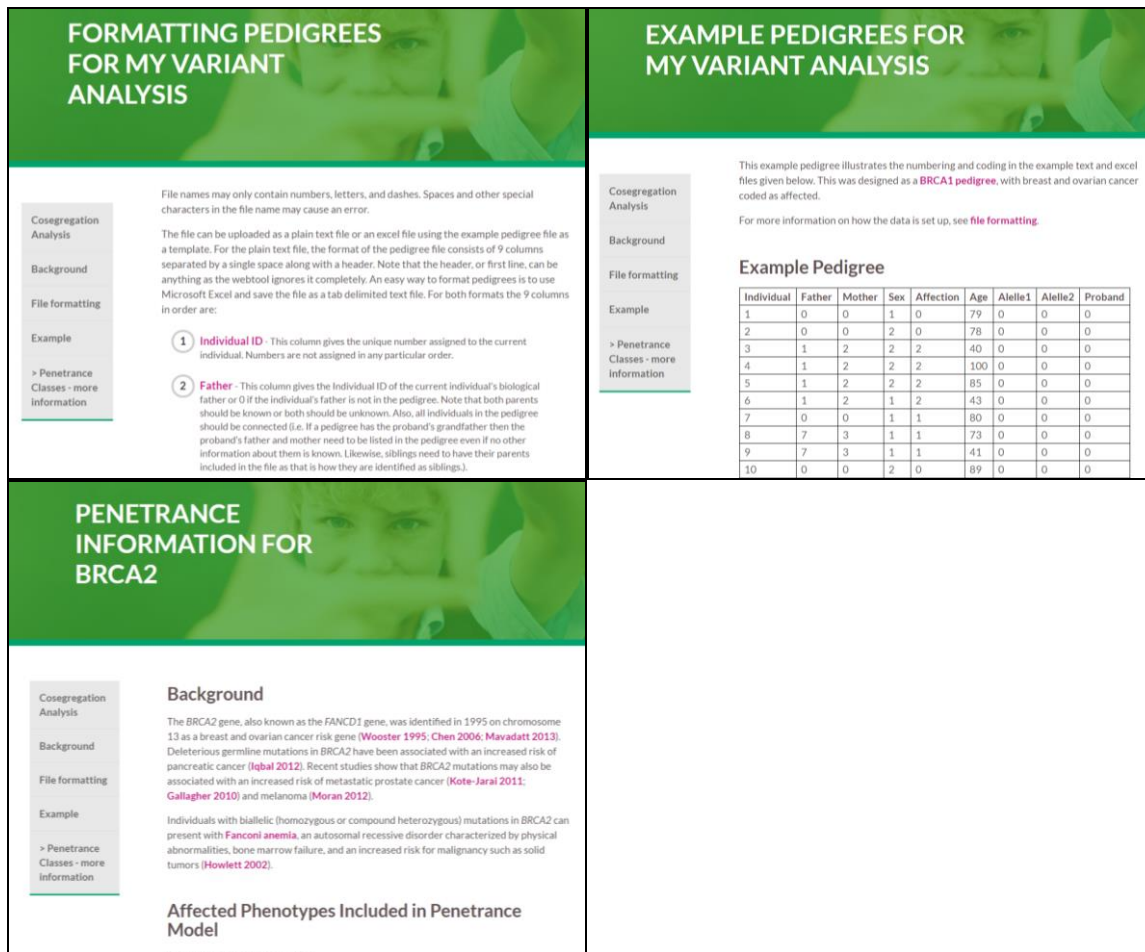 FORMATTING PEDIGREES
FOR MY VARIANT
ANALYSIS
Cosegregation
Analysis
Background
File formatting
Example
> Penetrance
Classes - more
information
File names may only contain numbers, letters, and dashes. Spaces and other special
characters in the file name may cause an error.
The file can be uploaded as a plain text file or an excel file using the example pedigree file as
a template. For the plain text file, the format of the pedigree file consists of 9 columns
separated by a single space along with a header. Note that the header, or first line, can be
anything as the webtool ignores it completely. An easy way to format pedigrees is to use
Microsoft Excel and save the file as a tab delimited text file. For both formats the 9 columns
in order are:
1 Individual ID - This column gives the unique number assigned to the current
individual. Numbers are not assigned in any particular order.
2 Father - This column gives the Individual ID of the current individual's biological
father or 0 if the individual's father is not in the pedigree. Note that both parents
should be known or both should be unknown. Also, all individuals in the pedigree
should be connected (i.e. If a pedigree has the proband's grandfather then the
proband's father and mother need to be listed in the pedigree even if no other
information about them is known. Likewise, siblings need to have their parents
included in the file as that is how they are identified as siblings.).
EXAMPLE PEDIGREES FOR
MY VARIANT ANALYSIS
Cosegregation
Analysis
Background
File formatting
Example
> Penetrance
Classes - more
information
This example pedigree illustrates the numbering and coding in the example text and excel
files given below. This was designed as a BRCA1 pedigree, with breast and ovarian cancer
coded as affected.
For more information on how the data is set up, see file formatting.
Example Pedigree
Individual Father Mother Sex Affection Age Alelle1 Alelle2 Proband
1 0 0 1 0 79 0 0 0
2 0 0 2 0 78 0 0 0
3 1 2 2 2 40 0 0 0
4 1 2 2 2 100 0 0 0
5 1 2 2 2 85 0 0 0
6 1 2 1 2 43 0 0 0
7 0 0 1 1 80 0 0 0
8 7 3 1 1 73 0 0 0
9 7 3 1 1 41 0 0 0
10 0 0 2 0 89 0 0 0
PENETRANCE
INFORMATION FOR
BRCA2
Cosegregation
Analysis
Background
File formatting
Example
> Penetrance
Classes - more
information
Background
The BRCA2 gene, also known as the FANCD1 gene, was identified in 1995 on chromosome
13 as a breast and ovarian cancer risk gene (Wooster 1995; Chen 2006; Mavadatt 2013).
Deleterious germline mutations in BRCA2 have been associated with an increased risk of
pancreatic cancer (Iqbal 2012). Recent studies show that BRCA2 mutations may also be
associated with an increased risk of metastatic prostate cancer (Kote-Jarai 2011;
Gallagher 2010) and melanoma (Moran 2012).
Individuals with biallelic (homozygous or compound heterozygous) mutations in BRCA2 can
present with Fanconi anemia, an autosomal recessive disorder characterized by physical
abnormalities, bone marrow failure, and an increased risk for malignancy such as solid
tumors (Howlett 2002).
Affected Phenotypes Included in Penetrance
Model